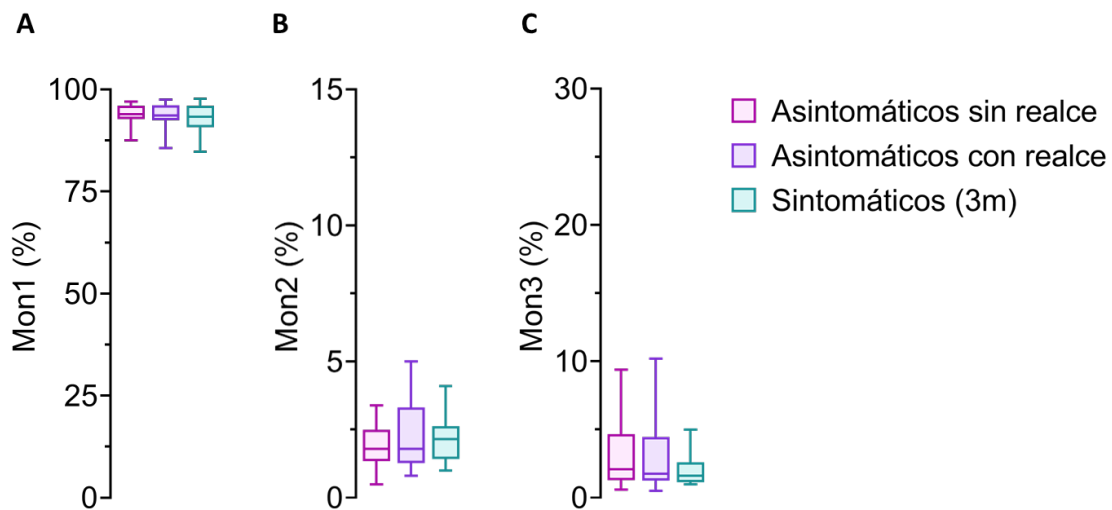 A
B
C
Mon1 (%)
100
75
50
25
0
Mon2 (%)
15
10
5
0
Mon3 (%)
30
20
10
0
Asintomáticos sin realce
Asintomáticos con realce
Sintomáticos (3m)